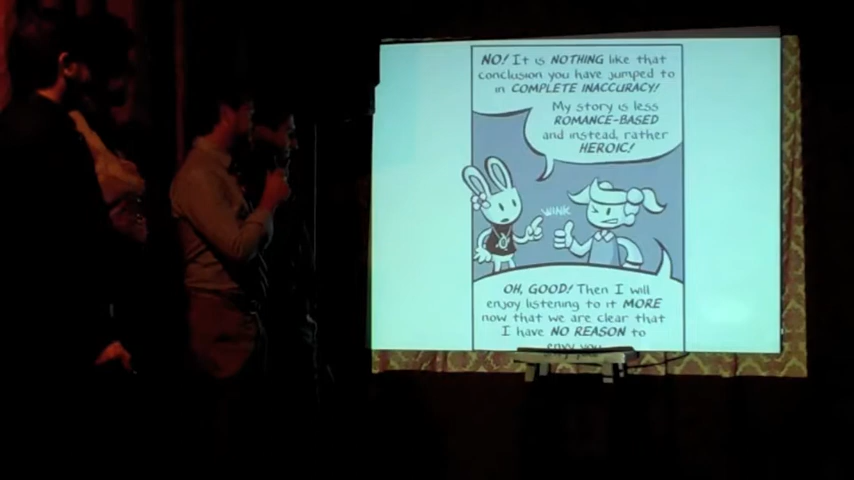 NO! It is NOTHING like that
conclusion you have jumped to
in COMPLETE INACCURACY!
My story is less
ROMANCE-BASED
and instead, rather
HEROIC!
WINK
OH, GOOD! Then I will
enjoy listening to it MORE
now that we are clear that
I have NO REASON to
envy you